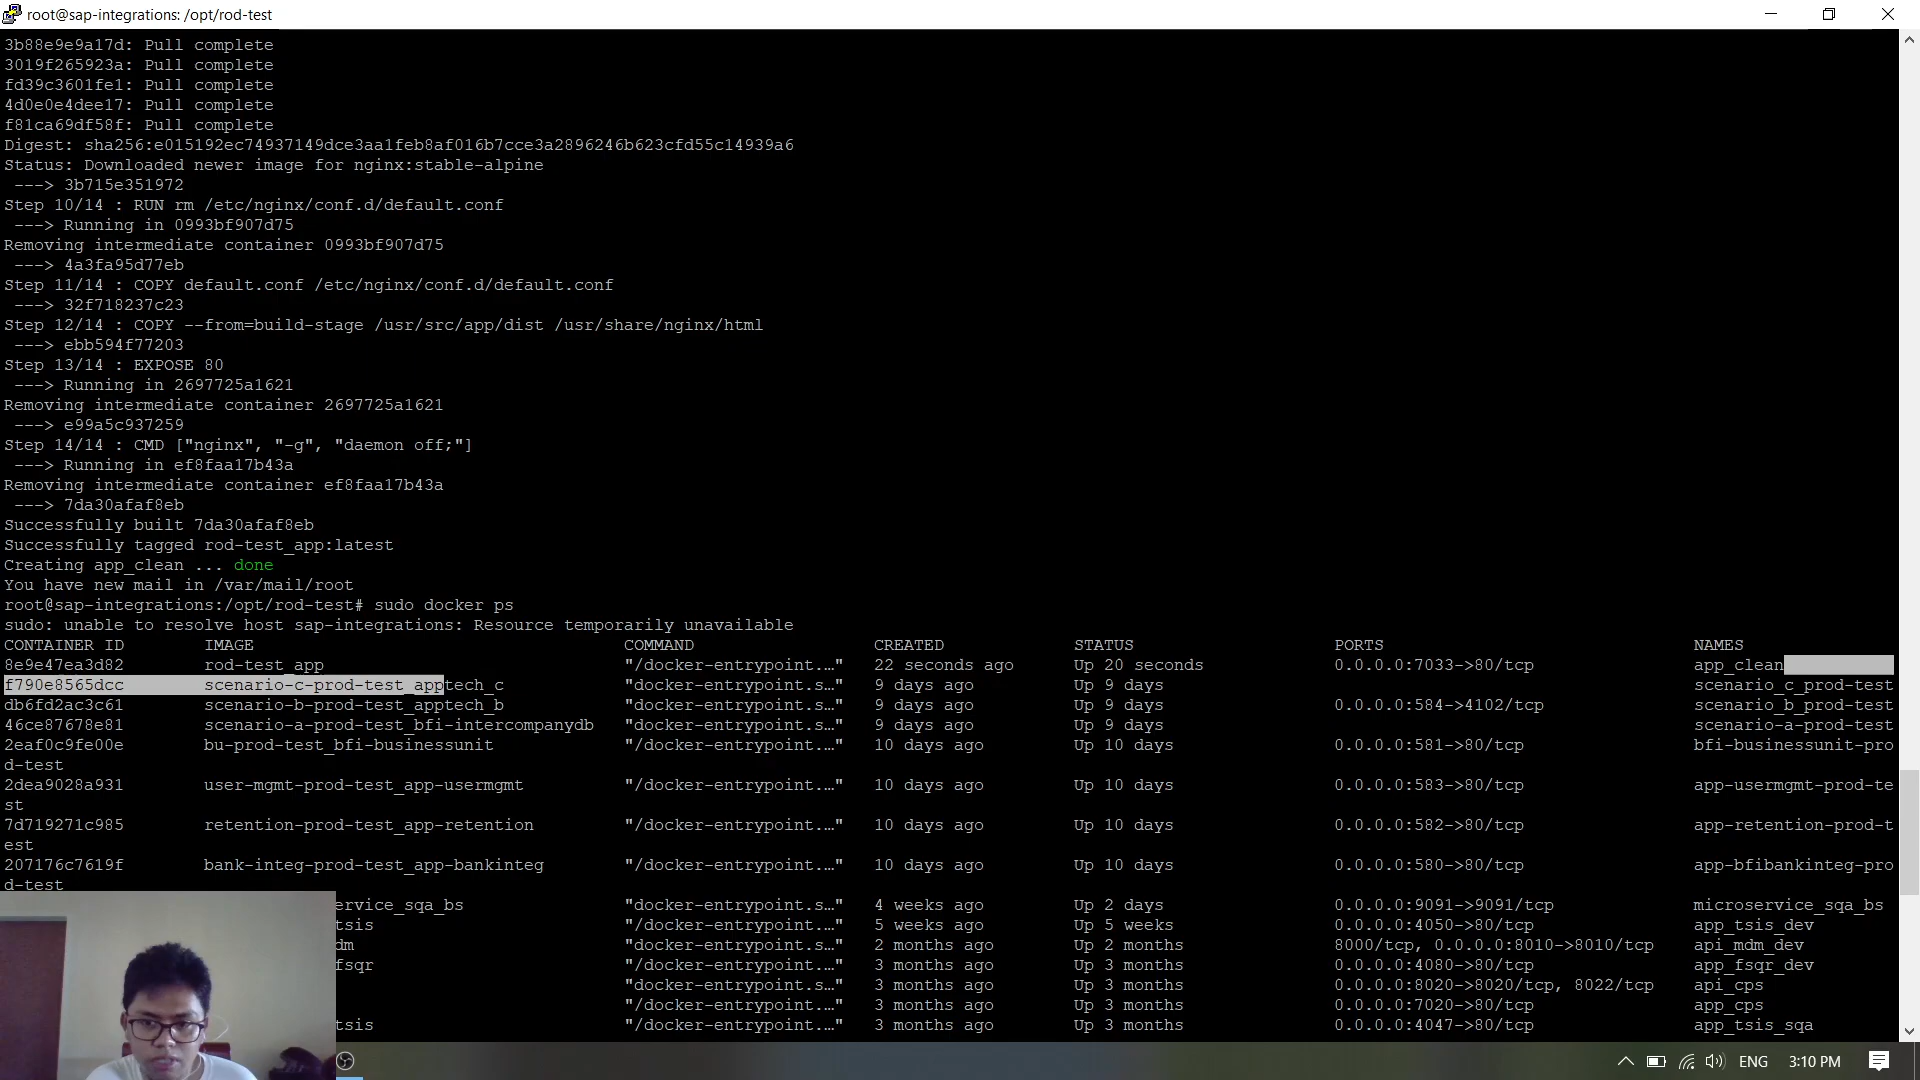 root@sap-integrations: /opt/rod-test
3b88e9e9a17d: Pull complete
3019f265923a: Pull complete
fd39c3601fe1: Pull complete
4d0e0e4dee17: Pull complete
f81ca69df58f: Pull complete
Digest: sha256:e015192ec74937149dce3aa1feb8af016b7cce3a2896246b623cfd55c14939a6
Status: Downloaded newer image for nginx:stable-alpine
---> 3b715e351972
Step 10/14 : RUN rm /etc/nginx/conf.d/default.conf
---> Running in 0993bf907d75
Removing intermediate container 0993bf907d75
---> 4a3fa95d77eb
Step 11/14 : COPY default.conf /etc/nginx/conf.d/default.conf
---> 32f718237c23
Step 12/14 : COPY --from=build-stage /usr/src/app/dist /usr/share/nginx/html
---> ebb594f77203
Step 13/14 : EXPOSE 80
---> Running in 2697725a1621
Removing intermediate container 2697725a1621
---> e99a5c937259
Step 14/14 : CMD ["nginx", "-g", "daemon off;"]
---> Running in ef8faa17b43a
Removing intermediate container ef8faa17b43a
---> 7da30afaf8eb
Successfully built 7da30afaf8eb
Successfully tagged rod-test_app:latest
Creating app_clean ... done
You have new mail in /var/mail/root
root@sap-integrations:/opt/rod-test# sudo docker ps
sudo: unable to resolve host sap-integrations: Resource temporarily unavailable
CONTAINER ID IMAGE COMMAND CREATED STATUS PORTS NAMES
8e9e47ea3d82 rod-test_app "/docker-entrypoint.…" 22 seconds ago Up 20 seconds 0.0.0.0:7033->80/tcp app_clean
f790e8565dcc scenario-c-prod-test_apptech_c "docker-entrypoint.s…" 9 days ago Up 9 days scenario_c_prod-test
db6fd2ac3c61 scenario-b-prod-test_apptech_b "docker-entrypoint.s…" 9 days ago Up 9 days 0.0.0.0:584->4102/tcp scenario_b_prod-test
46ce87678e81 scenario-a-prod-test_bfi-intercompanydb "docker-entrypoint.s…" 9 days ago Up 9 days scenario-a-prod-test
2eaf0c9fe00e bu-prod-test_bfi-businessunit "/docker-entrypoint.…" 10 days ago Up 10 days 0.0.0.0:581->80/tcp bfi-businessunit-pro
d-test
2dea9028a931 user-mgmt-prod-test_app-usermgmt "/docker-entrypoint.…" 10 days ago Up 10 days 0.0.0.0:583->80/tcp app-usermgmt-prod-te
st
7d719271c985 retention-prod-test_app-retention "/docker-entrypoint.…" 10 days ago Up 10 days 0.0.0.0:582->80/tcp app-retention-prod-t
est
207176c7619f bank-integ-prod-test_app-bankinteg "/docker-entrypoint.…" 10 days ago Up 10 days 0.0.0.0:580->80/tcp app-bfibankinteg-pro
d-test
ervice_sqa_bs "docker-entrypoint.s…" 4 weeks ago Up 2 days 0.0.0.0:9091->9091/tcp microservice_sqa_bs
tsis "/docker-entrypoint.…" 5 weeks ago Up 5 weeks 0.0.0.0:4050->80/tcp app_tsis_dev
dm "docker-entrypoint.s…" 2 months ago Up 2 months 8000/tcp, 0.0.0.0:8010->8010/tcp api_mdm_dev
fsqr "/docker-entrypoint.…" 3 months ago Up 3 months 0.0.0.0:4080->80/tcp app_fsqr_dev
"docker-entrypoint.s…" 3 months ago Up 3 months 0.0.0.0:8020->8020/tcp, 8022/tcp api_cps
"/docker-entrypoint.…" 3 months ago Up 3 months 0.0.0.0:7020->80/tcp app_cps
tsis "/docker-entrypoint.…" 3 months ago Up 3 months 0.0.0.0:4047->80/tcp app_tsis_sqa
ENG 3:10 PM